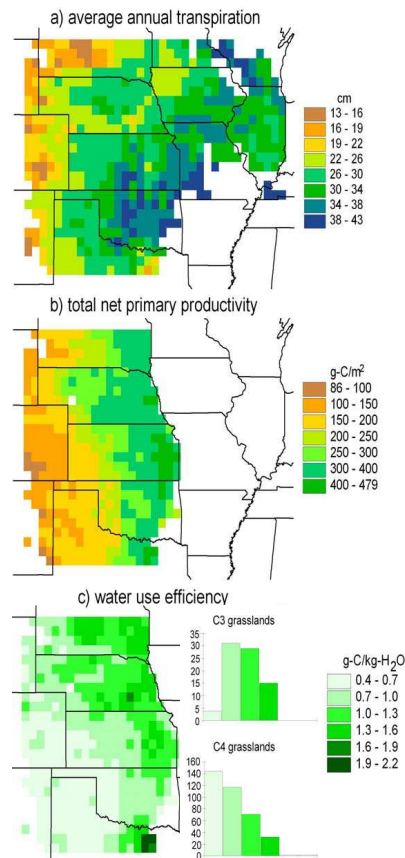 a) average annual transpiration
cm
13 - 16
16 - 19
19 - 22
22 - 26
26 - 30
30 - 34
34 - 38
38 - 43
b) total net primary productivity
g-C/m²
86 - 100
100 - 150
150 - 200
200 - 250
250 - 300
300 - 400
400 - 479
c) water use efficiency
C3 grasslands
35
30
25
20
15
10
5
0
C4 grasslands
160
140
120
100
80
60
40
20
0
g-C/kg-H₂O
0.4 - 0.7
0.7 - 1.0
1.0 - 1.3
1.3 - 1.6
1.6 - 1.9
1.9 - 2.2